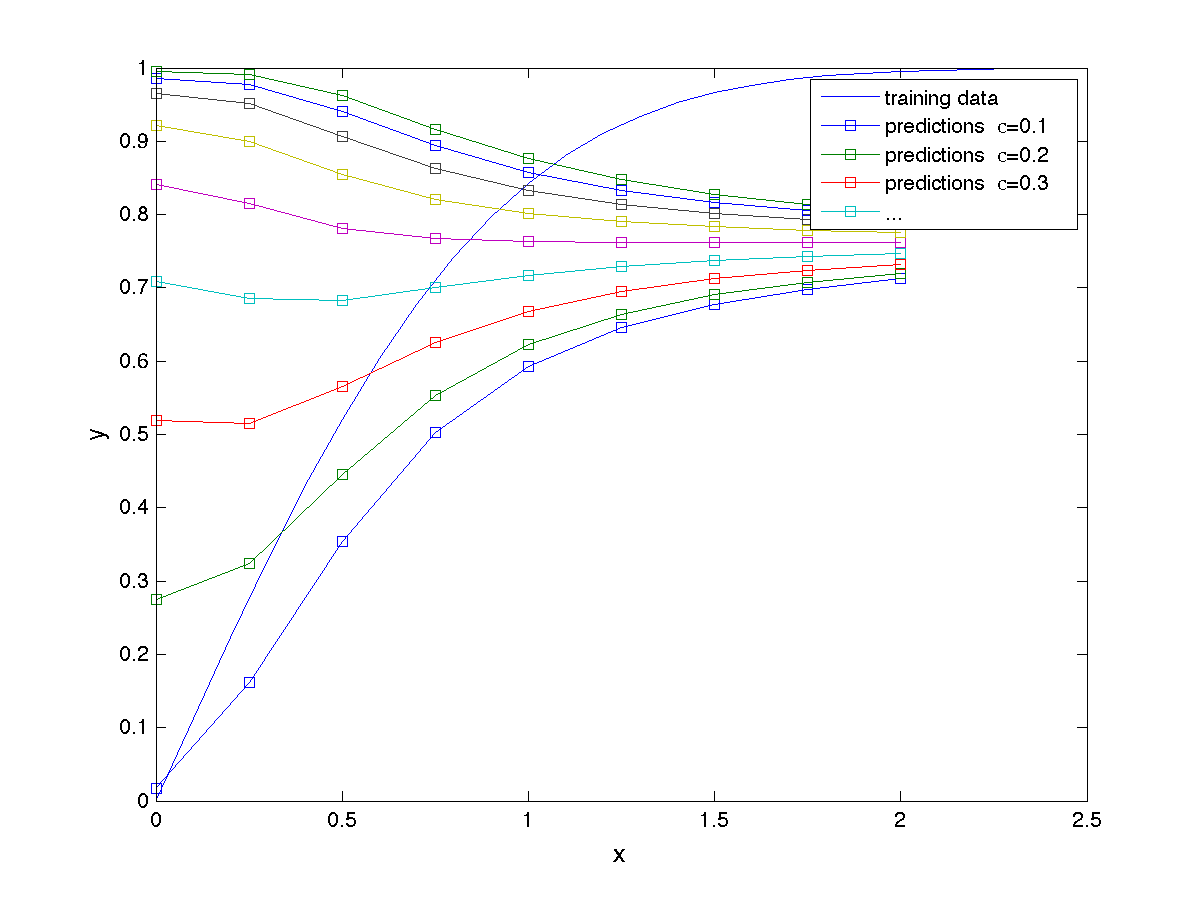 1
0.9
0.8
0.7
0.6
0.5
0.4
0.3
0.2
0.1
0
y
training data
predictions c=0.1
predictions c=0.2
predictions c=0.3
...
0 0.5 1 1.5 2 2.5
x